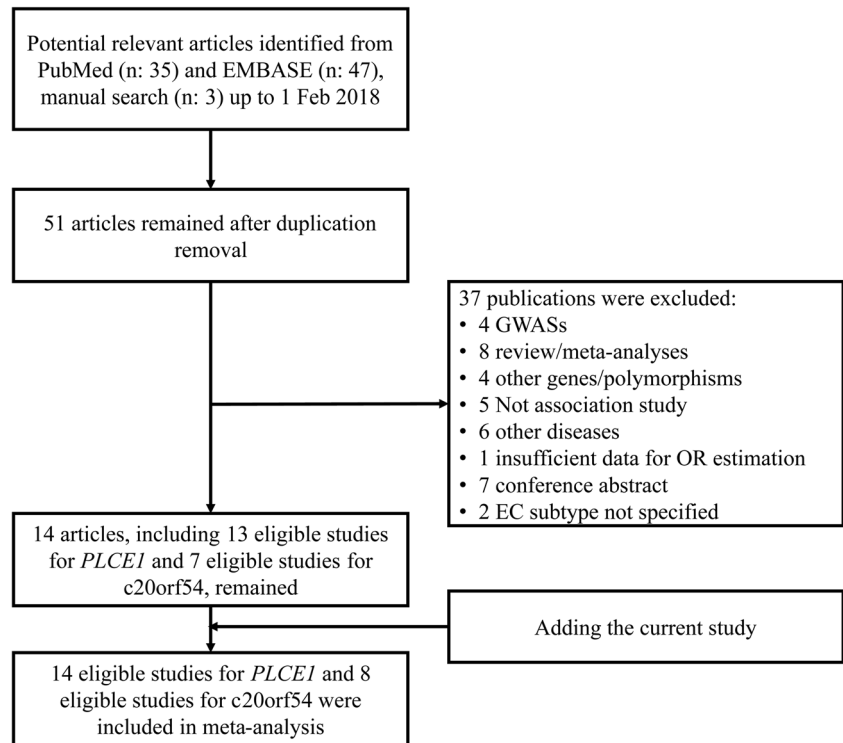 Potential relevant articles identified from
PubMed (n: 35) and EMBASE (n: 47),
manual search (n: 3) up to 1 Feb 2018
51 articles remained after duplication
removal
37 publications were excluded:
• 4 GWASs
• 8 review/meta-analyses
• 4 other genes/polymorphisms
• 5 Not association study
• 6 other diseases
• 1 insufficient data for OR estimation
• 7 conference abstract
• 2 EC subtype not specified
14 articles, including 13 eligible studies
for PLCE1 and 7 eligible studies for
c20orf54, remained
Adding the current study
14 eligible studies for PLCE1 and 8
eligible studies for c20orf54 were
included in meta-analysis